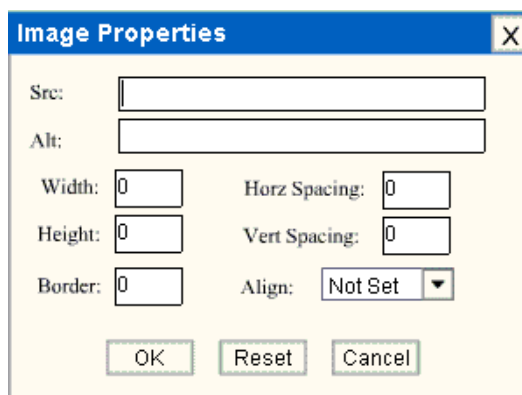 Image Properties X
Src:
Alt:
Width: 0 Horz Spacing: 0
Height: 0 Vert Spacing: 0
Border: 0 Align: Not Set
OK Reset Cancel